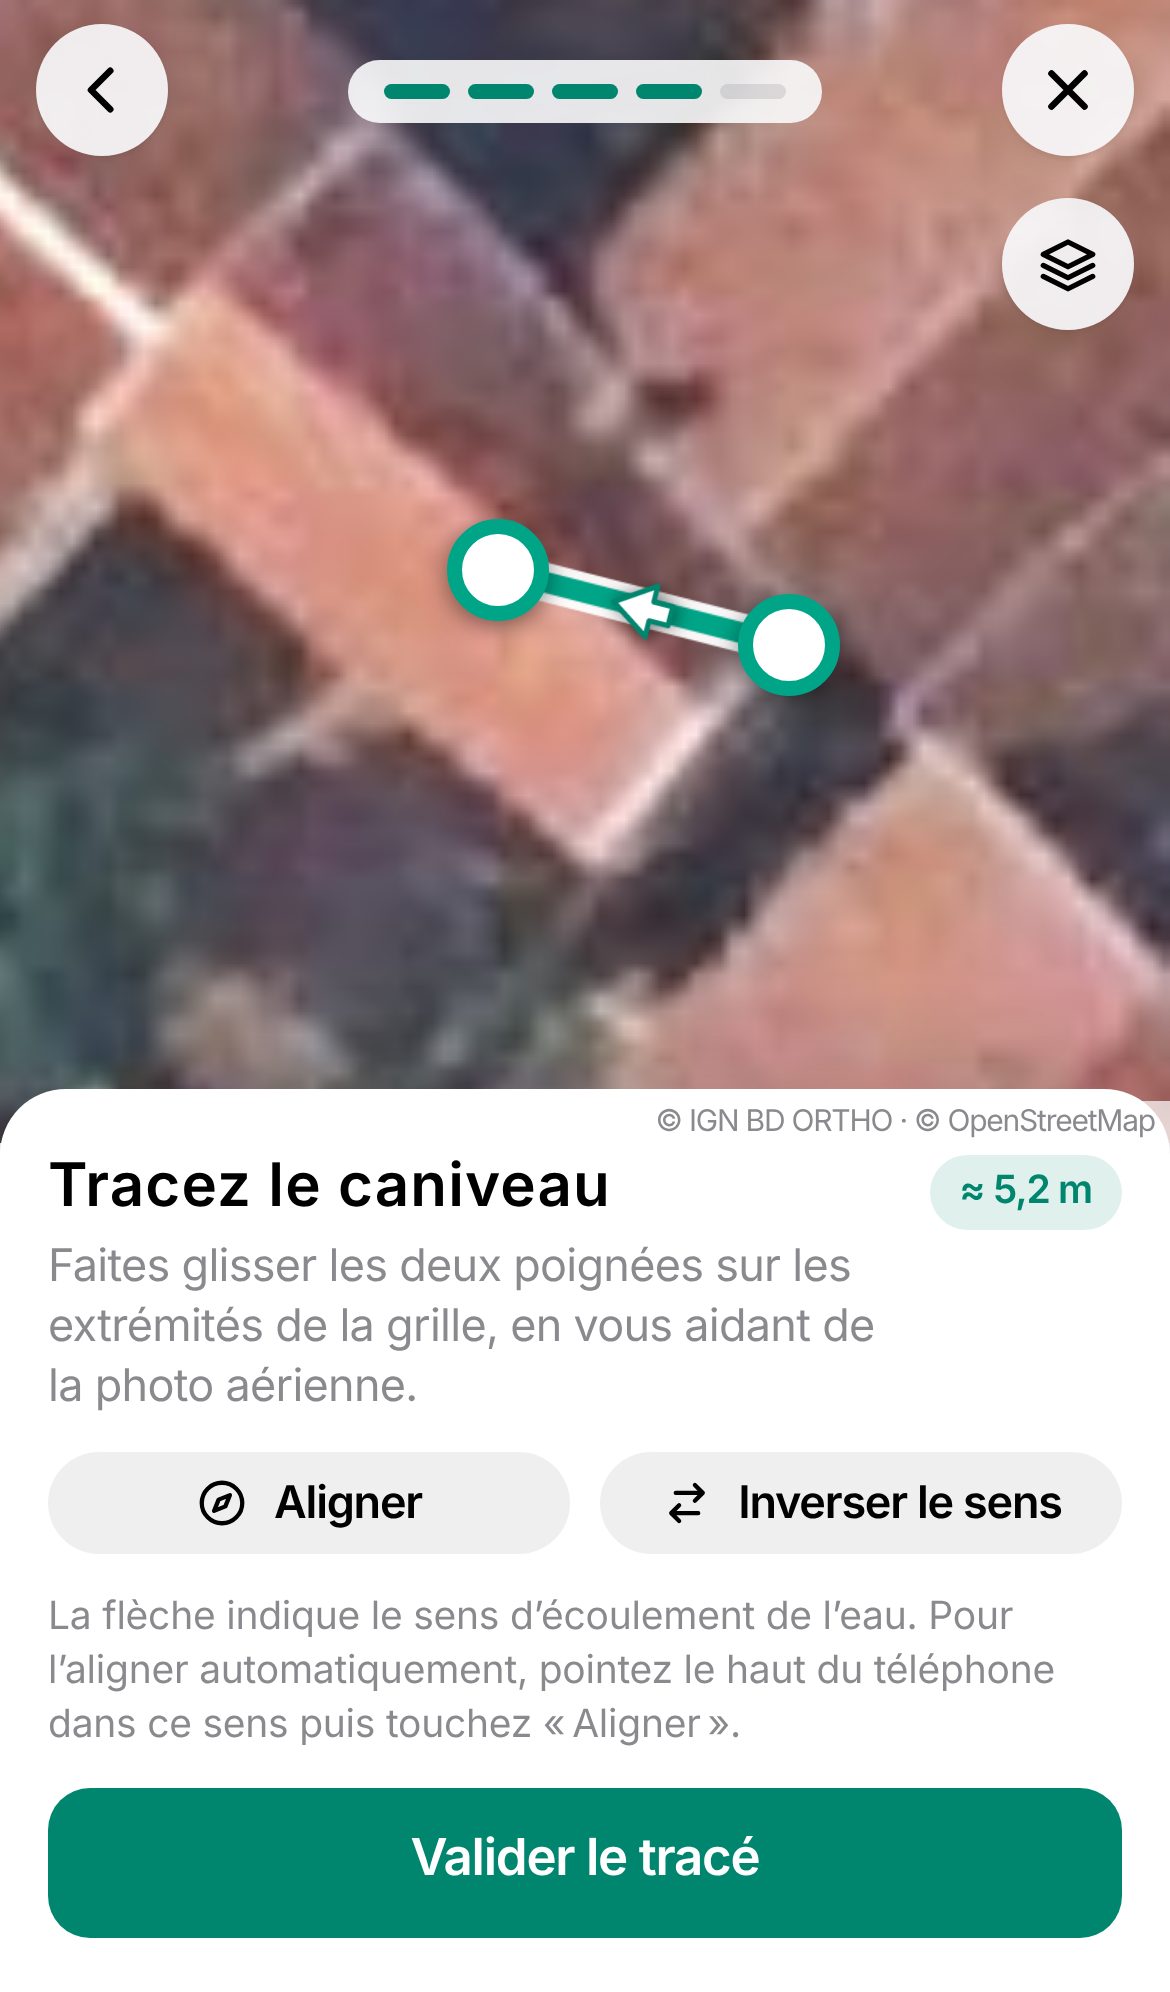 © IGN BD ORTHO · © OpenStreetMap
Tracez le caniveau
≈ 5,2 m
Faites glisser les deux poignées sur les
extrémités de la grille, en vous aidant de
la photo aérienne.
Aligner
Inverser le sens
La flèche indique le sens d’écoulement de l’eau. Pour
l’aligner automatiquement, pointez le haut du téléphone
dans ce sens puis touchez « Aligner ».
Valider le tracé